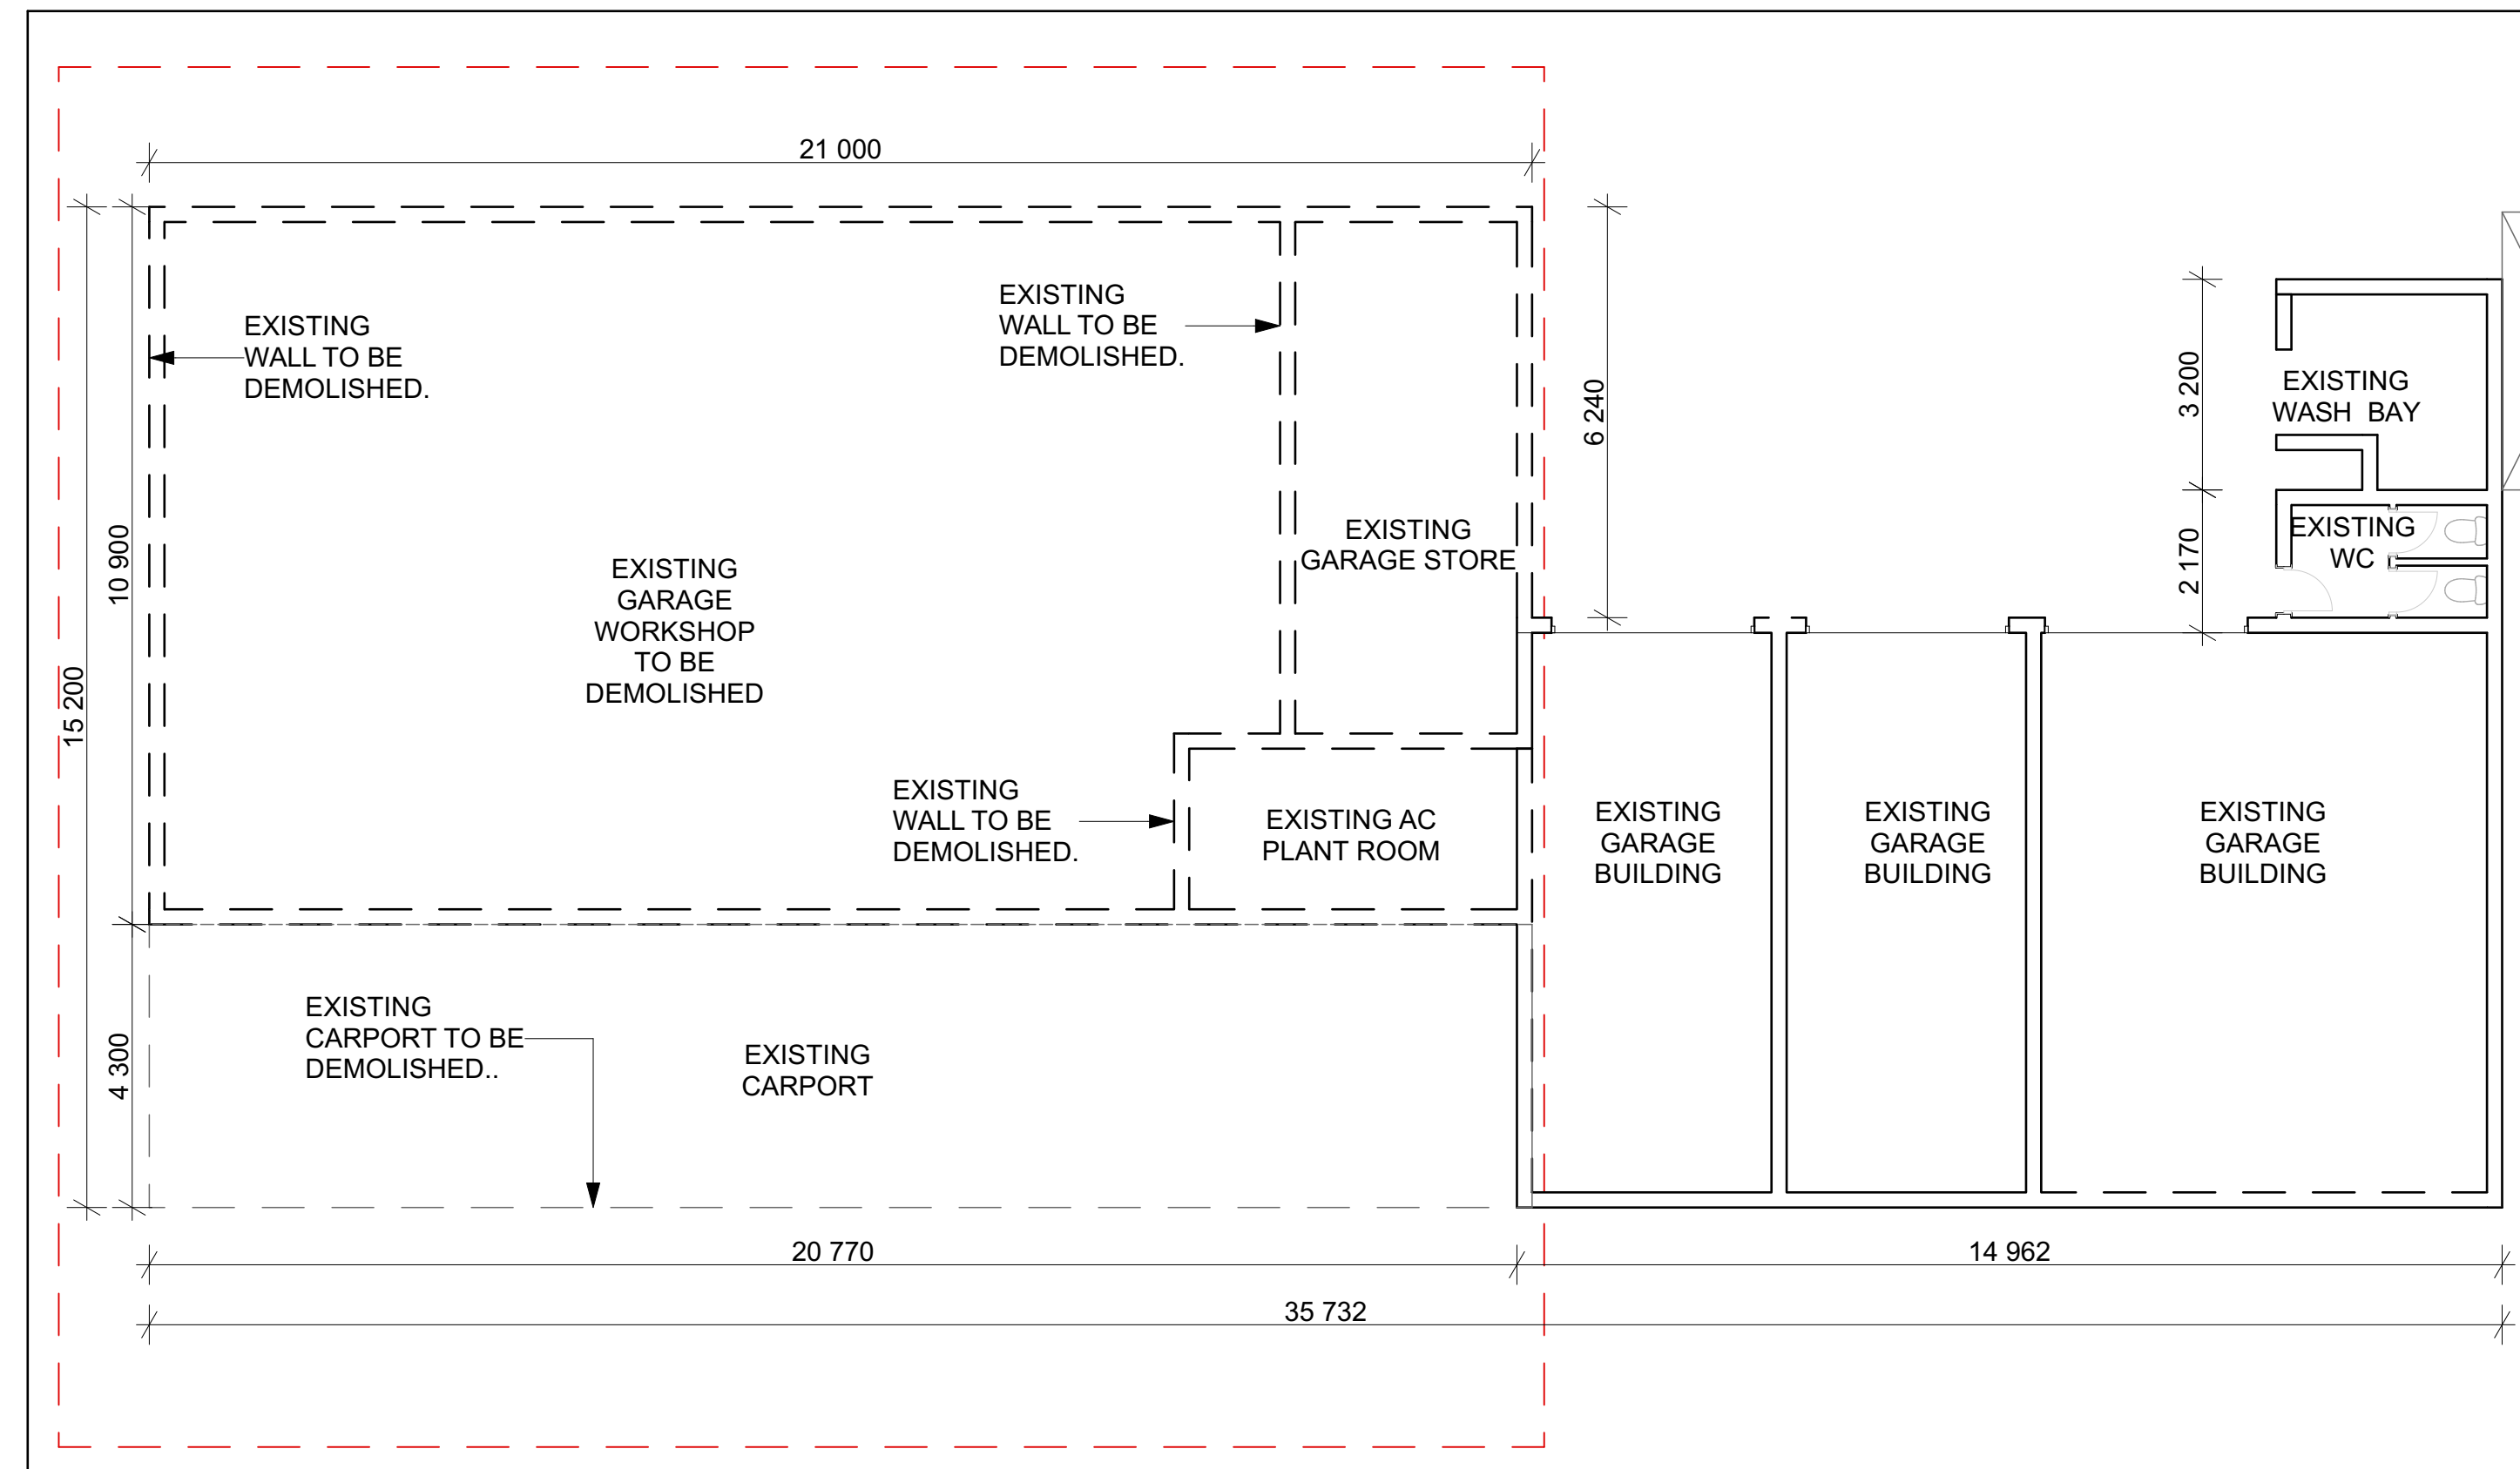 21 000
EXISTING
WALL TO BE
DEMOLISHED.
EXISTING
WALL TO BE
DEMOLISHED.
6 240
3 200
EXISTING
WASH BAY
10 900
15 200
EXISTING
GARAGE STORE
EXISTING
WC
2 170
EXISTING
GARAGE
WORKSHOP
TO BE
DEMOLISHED
EXISTING
WALL TO BE
DEMOLISHED.
EXISTING AC
PLANT ROOM
EXISTING
GARAGE
BUILDING
EXISTING
GARAGE
BUILDING
EXISTING
GARAGE
BUILDING
4 300
EXISTING
CARPORT TO BE
DEMOLISHED..
EXISTING
CARPORT
20 770
14 962
35 732